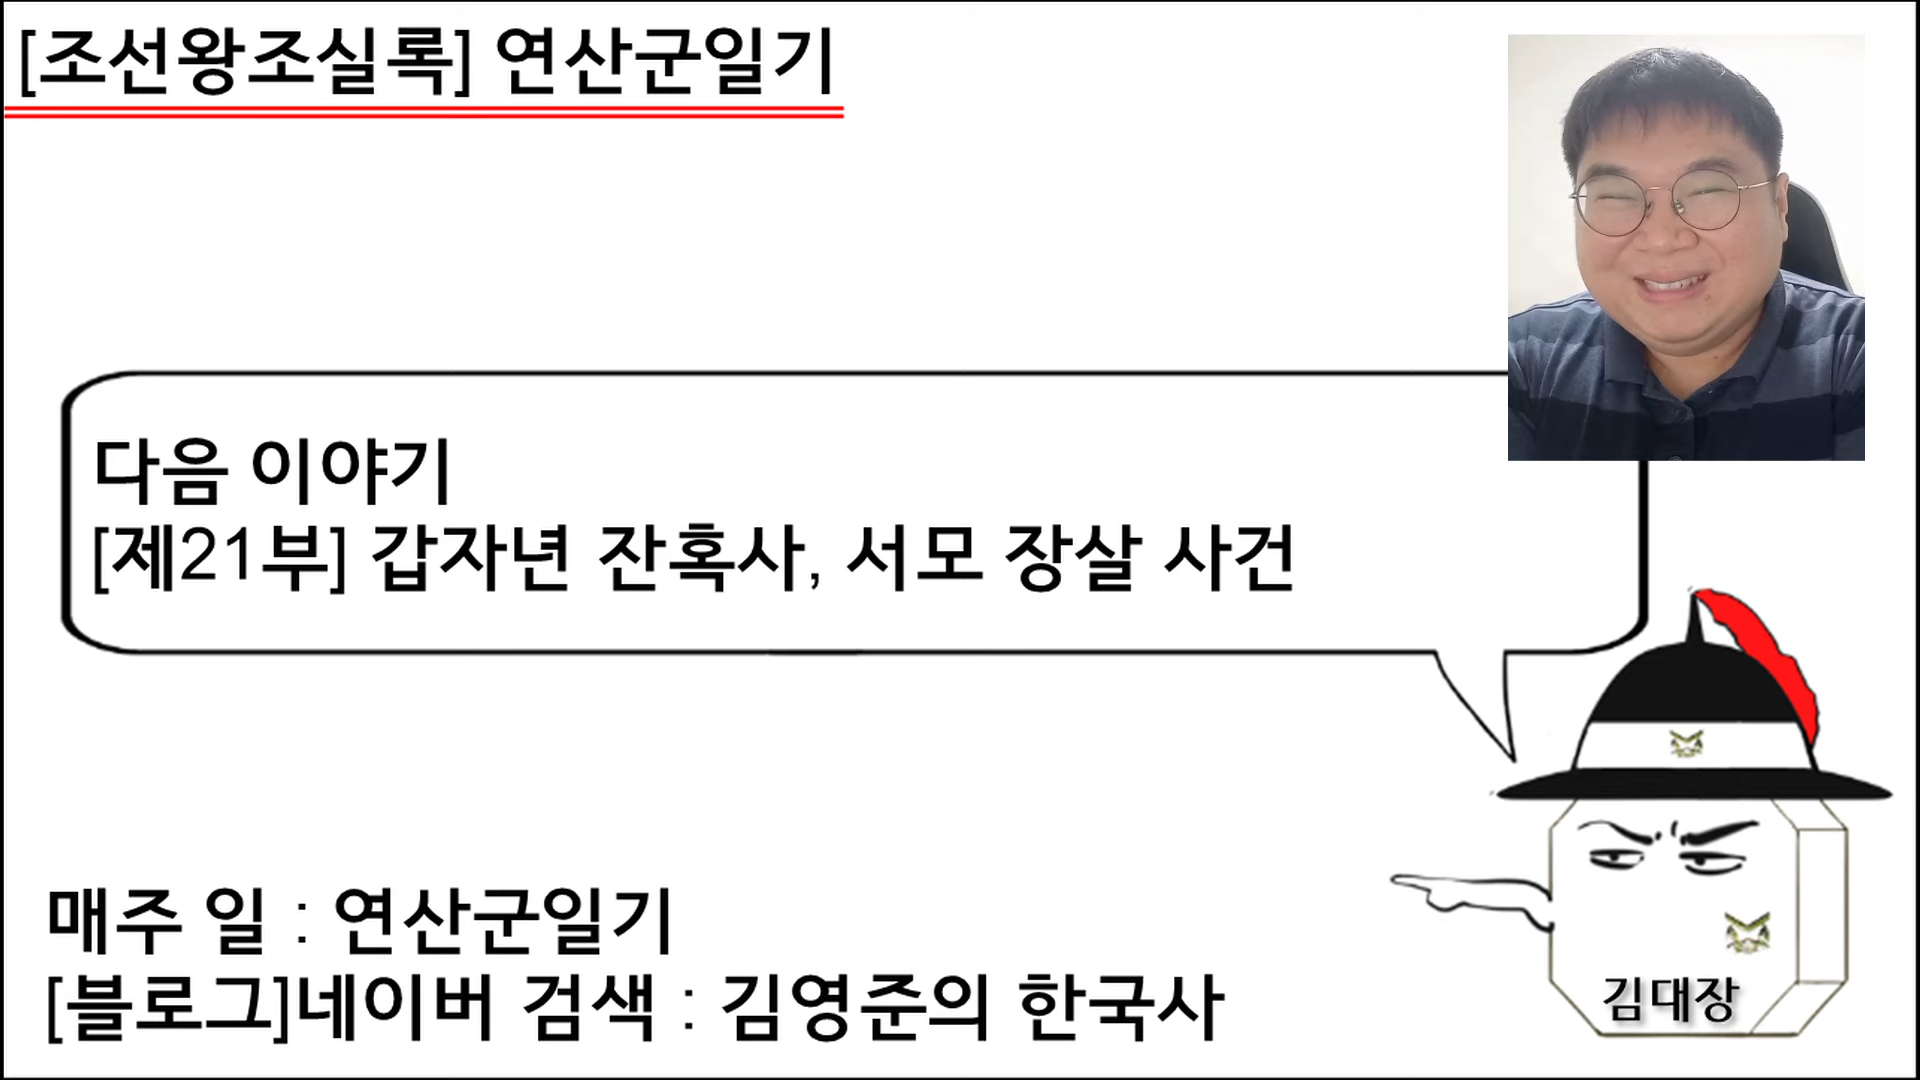 [조선왕조실록] 연산군일기
다음 이야기
[제21부] 갑자년 잔혹사, 서모 장살 사건
매주 일 : 연산군일기
[블로그]네이버 검색 : 김영준의 한국사
김대장